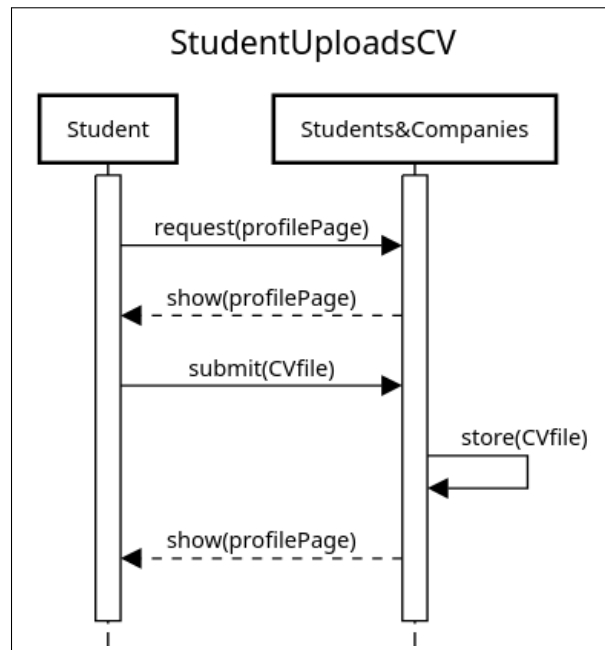 StudentUploadsCV
Student
Students&Companies
request(profilePage)
show(profilePage)
submit(CVfile)
store(CVfile)
show(profilePage)